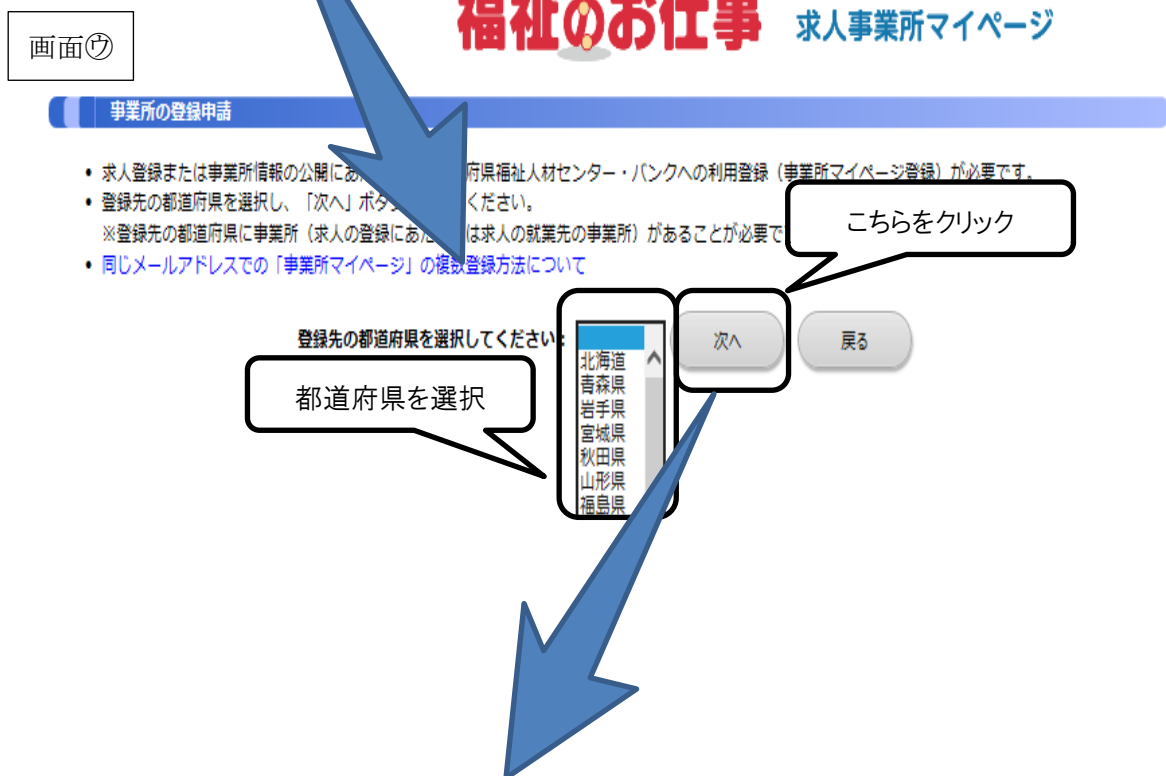 福祉のお仕事 求人事業所マイページ
画面㋒
事業所の登録申請
• 求人登録または事業所情報の公開にあ 府県福祉人材センター・バンクへの利用登録（事業所マイページ登録）が必要です。
• 登録先の都道府県を選択し、「次へ」ボタ ください。
※登録先の都道府県に事業所（求人の登録にあた は求人の就業先の事業所）があることが必要で
• 同じメールアドレスでの「事業所マイページ」の複数登録方法について
こちらをクリック
登録先の都道府県を選択してください：
次へ
戻る
都道府県を選択
北海道
青森県
岩手県
宮城県
秋田県
山形県
福島県